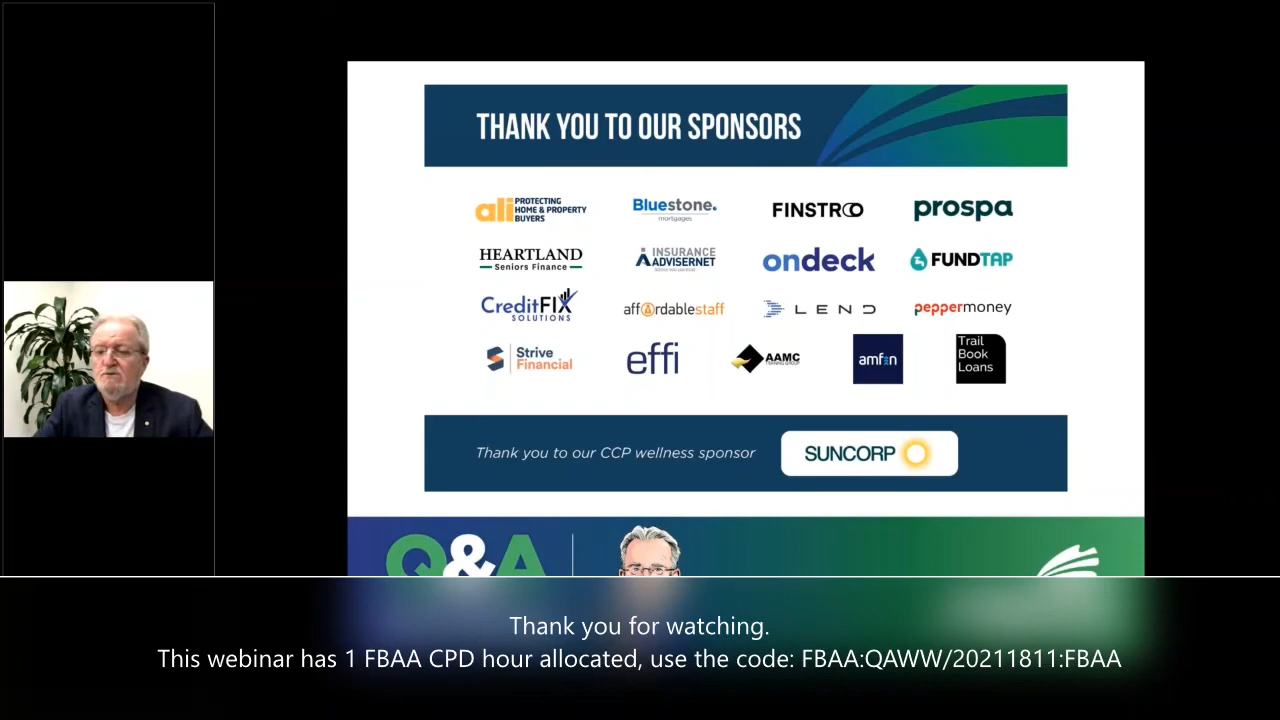 THANK YOU TO OUR SPONSORS
ali PROTECTING
HOME & PROPERTY
BUYERS
Bluestone.
mortgages
FINSTRO
prospa
HEARTLAND
Seniors Finance
INSURANCE
ADVISERNET
ondeck
FUNDTAP
CreditFIX
SOLUTIONS
affordablestaff
LEND
peppermoney
Strive
Financial
effi
AAMC
TRAINING GROUP
amfin
Trail
Book
Loans
Thank you to our CCP wellness sponsor
SUNCORP
Q&A
Thank you for watching.
This webinar has 1 FBAA CPD hour allocated, use the code: FBAA:QAWW/20211811:FBAA